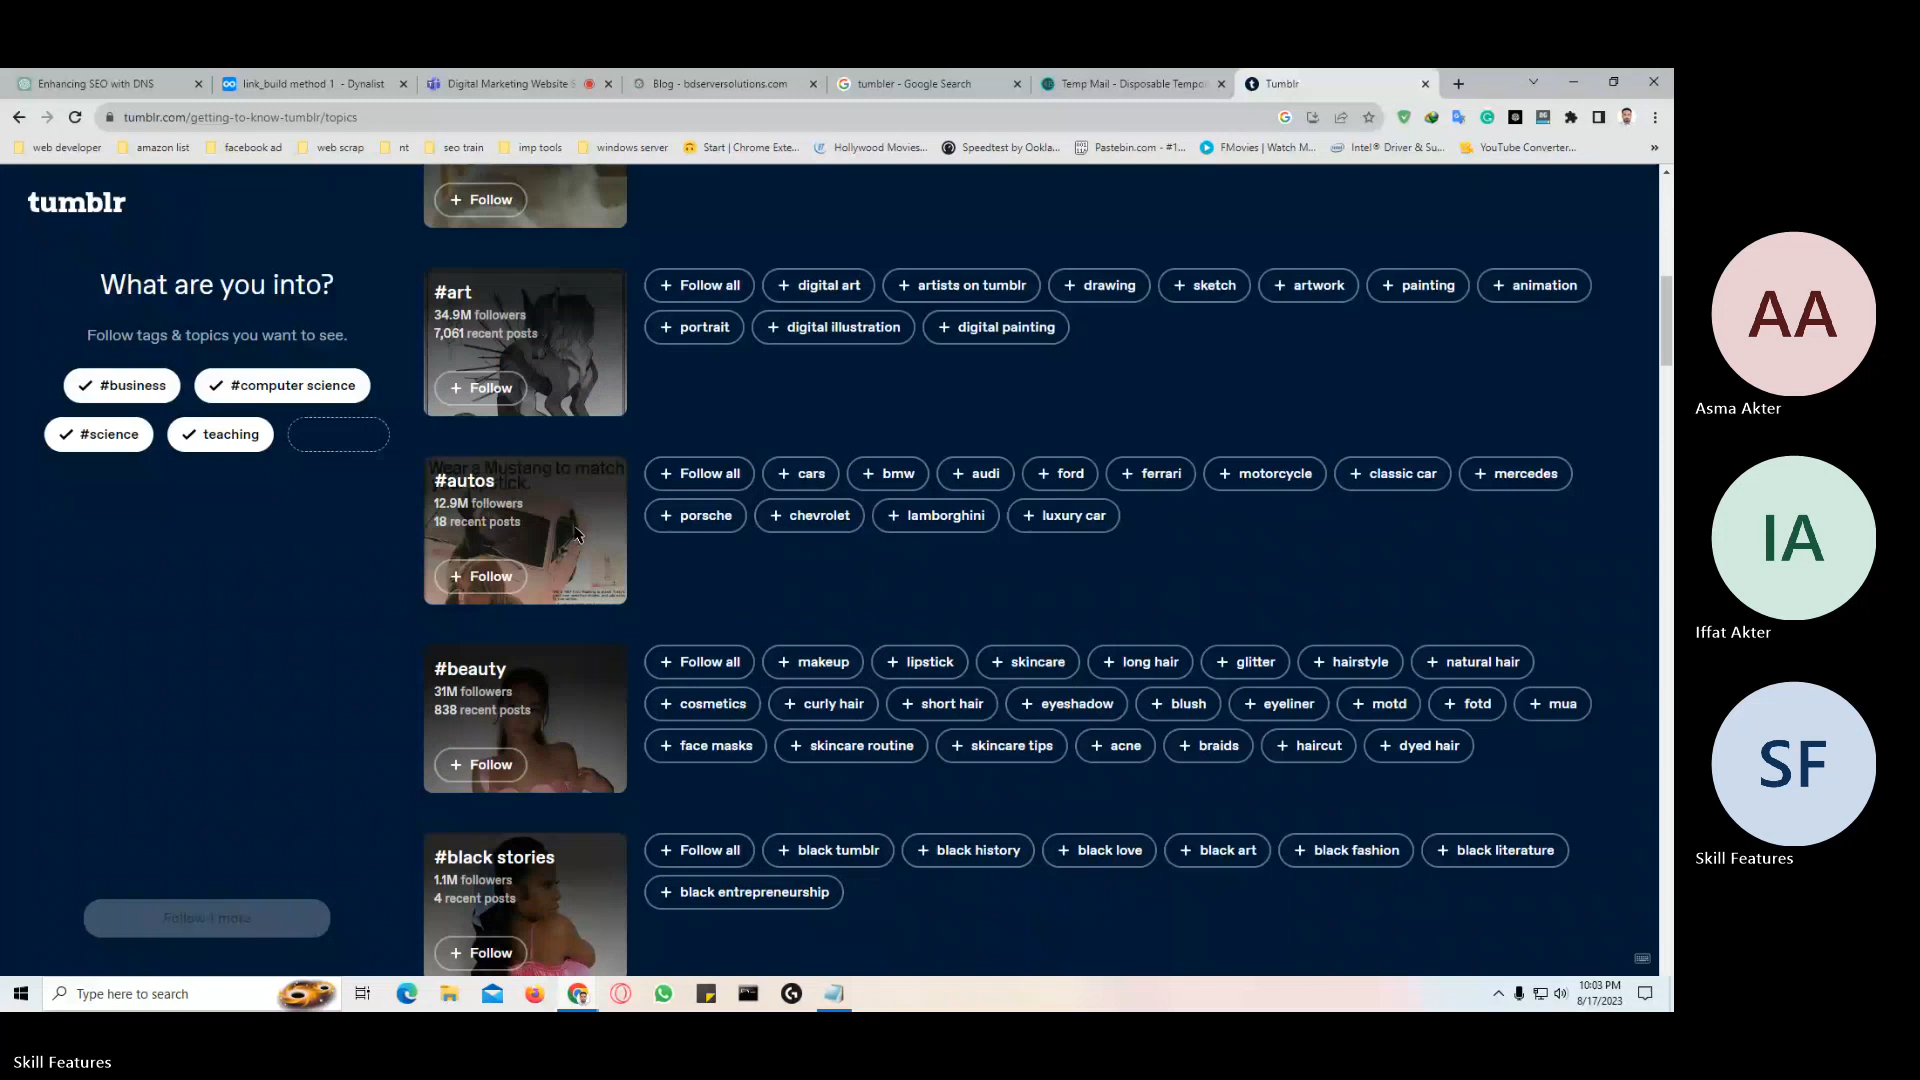 Enhancing SEO with DNS
link_build method 1 - Dynalist
Digital Marketing Website S
Blog - bdserversolutions.com
tumbler - Google Search
Temp Mail - Disposable Tempo
Tumblr
tumblr.com/getting-to-know-tumblr/topics
web developer
amazon list
facebook ad
web scrap
nt
seo train
imp tools
windows server
Start | Chrome Exte...
Hollywood Movies...
Speedtest by Ookla...
Pastebin.com - #1...
FMovies | Watch M...
Intel® Driver & Su...
YouTube Converter...
»
tumblr
What are you into?
Follow tags & topics you want to see.
#business
#computer science
#science
teaching
Follow 1 more
+ Follow
#art
34.9M followers
7,061 recent posts
+ Follow
+ Follow all + digital art + artists on tumblr + drawing + sketch + artwork + painting + animation
+ portrait + digital illustration + digital painting
Wear a Mustang to match
#autos
12.9M followers
18 recent posts
+ Follow
+ Follow all + cars + bmw + audi + ford + ferrari + motorcycle + classic car + mercedes
+ porsche + chevrolet + lamborghini + luxury car
#beauty
31M followers
838 recent posts
+ Follow
+ Follow all + makeup + lipstick + skincare + long hair + glitter + hairstyle + natural hair
+ cosmetics + curly hair + short hair + eyeshadow + blush + eyeliner + motd + fotd + mua
+ face masks + skincare routine + skincare tips + acne + braids + haircut + dyed hair
#black stories
1.1M followers
4 recent posts
+ Follow
+ Follow all + black tumblr + black history + black love + black art + black fashion + black literature
+ black entrepreneurship
Type here to search
10:03 PM
8/17/2023
AA
Asma Akter
IA
Iffat Akter
SF
Skill Features
Skill Features